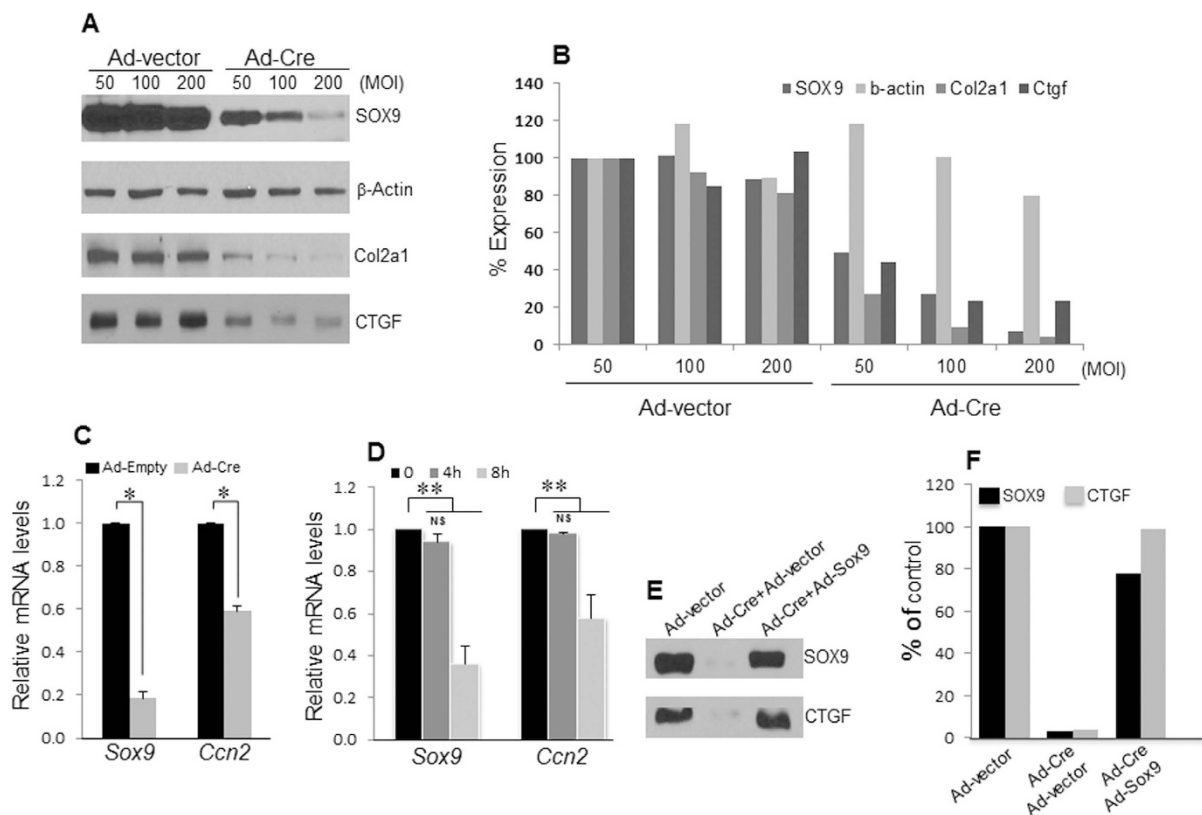 A
Ad-vector Ad-Cre
50 100 200 50 100 200 (MOI)
SOX9
β-Actin
Col2a1
CTGF
B
SOX9 b-actin Col2a1 Ctgf
% Expression
120
100
80
60
40
20
0
50 100 200 50 100 200 (MOI)
Ad-vector Ad-Cre
C
Ad-Empty Ad-Cre
Relative mRNA levels
1.2
1.0
0.8
0.6
0.4
0.2
0.0
* *
Sox9 Ccn2
D
0 4h 8h
Relative mRNA levels
1.2
1.0
0.8
0.6
0.4
0.2
0.0
** **
NS NS
Sox9 Ccn2
E
Ad-vector
Ad-Cre+Ad-vector
Ad-Cre+Ad-Sox9
SOX9
CTGF
F
SOX9 CTGF
% of control
120
100
80
60
40
20
0
Ad-vector
Ad-Cre
Ad-vector
Ad-Cre
Ad-Sox9